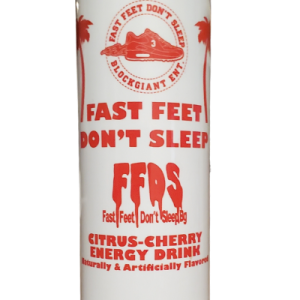 FAST FEET DON'T SLEEP
BLOCKGIANT ENT.
FAST FEET
DON'T SLEEP
FFDS
Fast Feet Don't Sleep Bg
CITRUS-CHERRY
ENERGY DRINK
Naturally & Artificially Flavored